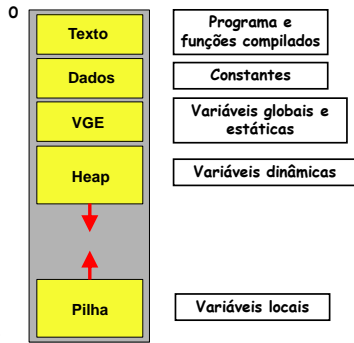 0
Texto
Programa e
funções compilados
Dados
Constantes
VGE
Variáveis globais e
estáticas
Heap
Variáveis dinâmicas
Pilha
Variáveis locais